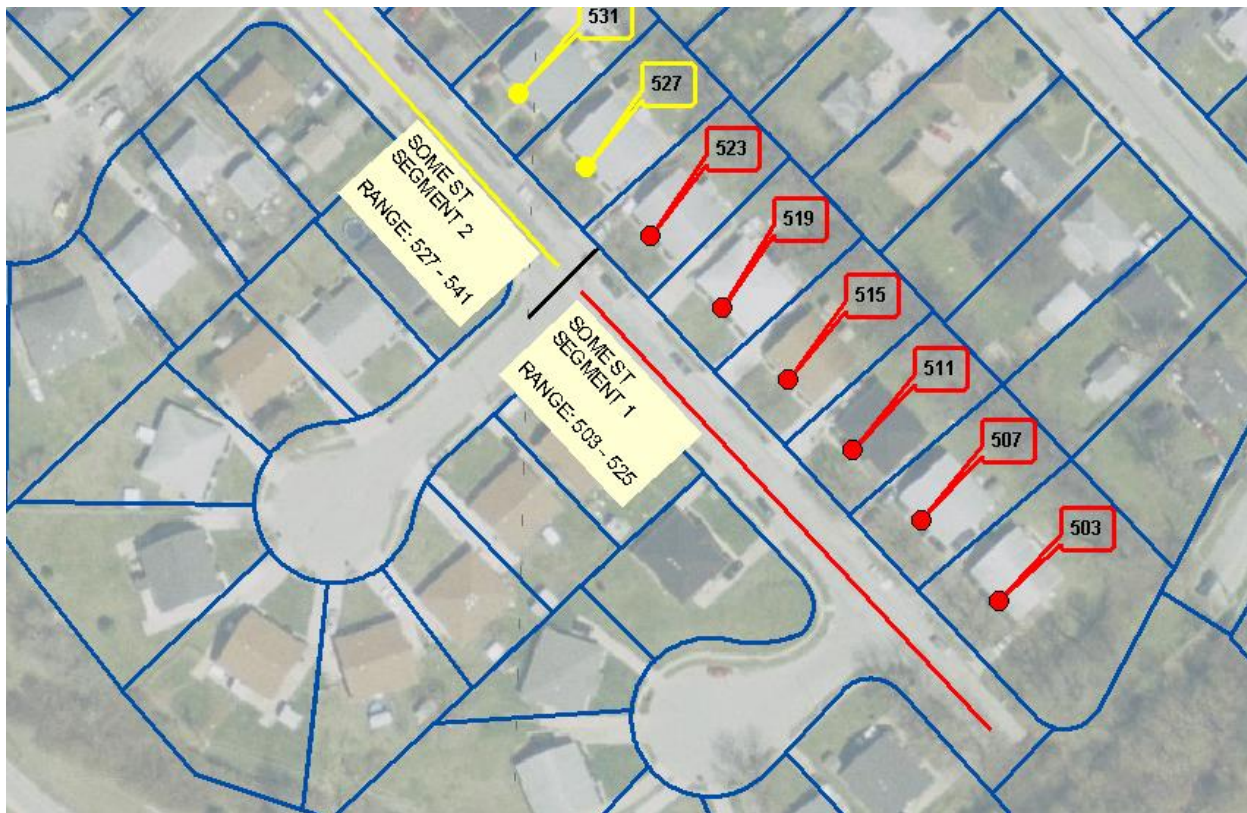 531
527
523
519
515
511
507
503
SOME ST
SEGMENT 2
RANGE: 527 - 541
SOME ST
SEGMENT 1
RANGE: 503 - 525